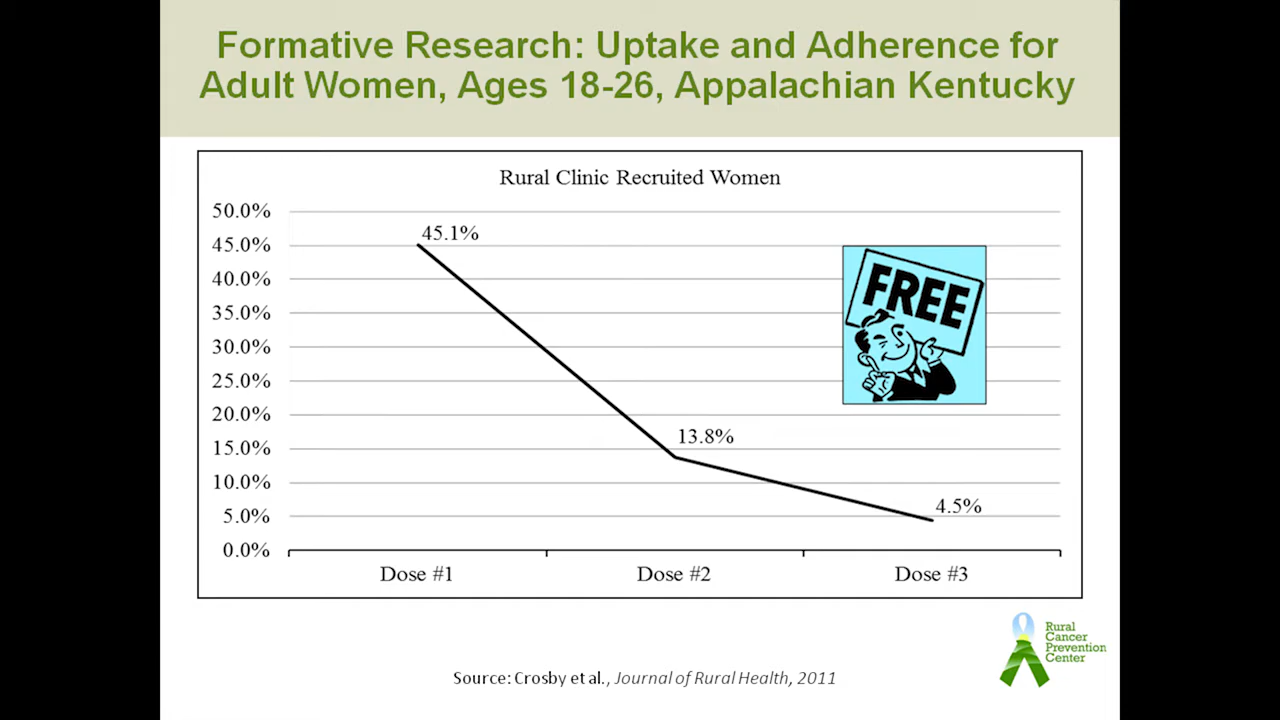 Formative Research: Uptake and Adherence for
Adult Women, Ages 18-26, Appalachian Kentucky
Rural Clinic Recruited Women
50.0%
45.0%
40.0%
35.0%
30.0%
25.0%
20.0%
15.0%
10.0%
5.0%
0.0%
45.1%
13.8%
4.5%
FREE
Dose #1 Dose #2 Dose #3
Rural
Cancer
Prevention
Center
Source: Crosby et al., Journal of Rural Health, 2011